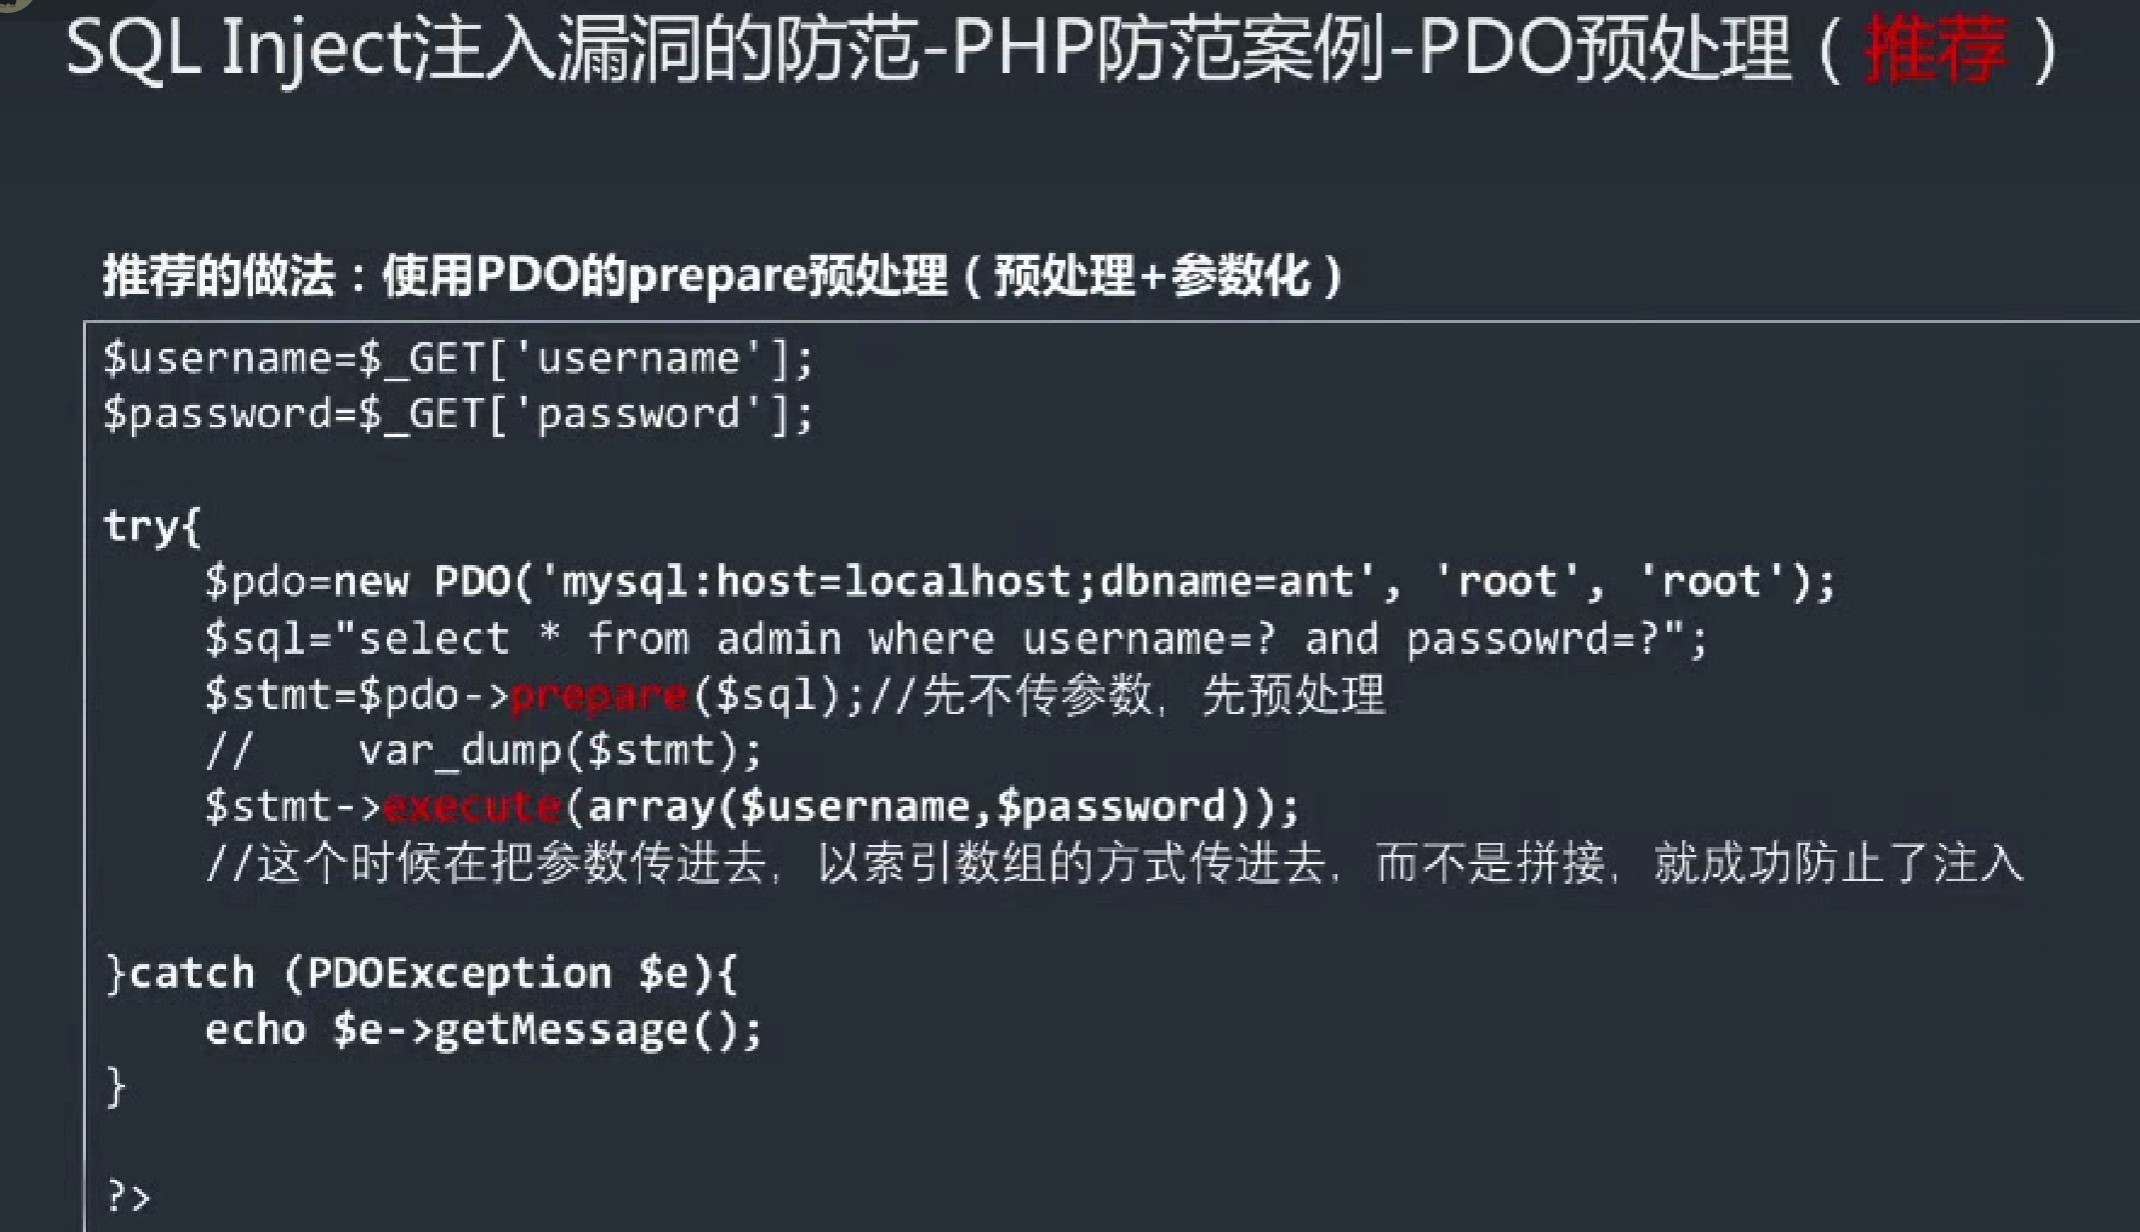 SQL Inject注入漏洞的防范-PHP防范案例-PDO预处理（推荐）
推荐的做法：使用PDO的prepare预处理（预处理+参数化）
$username=$_GET['username'];
$password=$_GET['password'];
try{
$pdo=new PDO('mysql:host=localhost;dbname=ant', 'root', 'root');
$sql="select * from admin where username=? and passowrd=?";
$stmt=$pdo->prepare($sql);//先不传参数，先预处理
//    var_dump($stmt);
$stmt->execute(array($username,$password));
//这个时候在把参数传进去，以索引数组的方式传进去，而不是拼接，就成功防止了注入
}catch (PDOException $e){
echo $e->getMessage();
}
?>